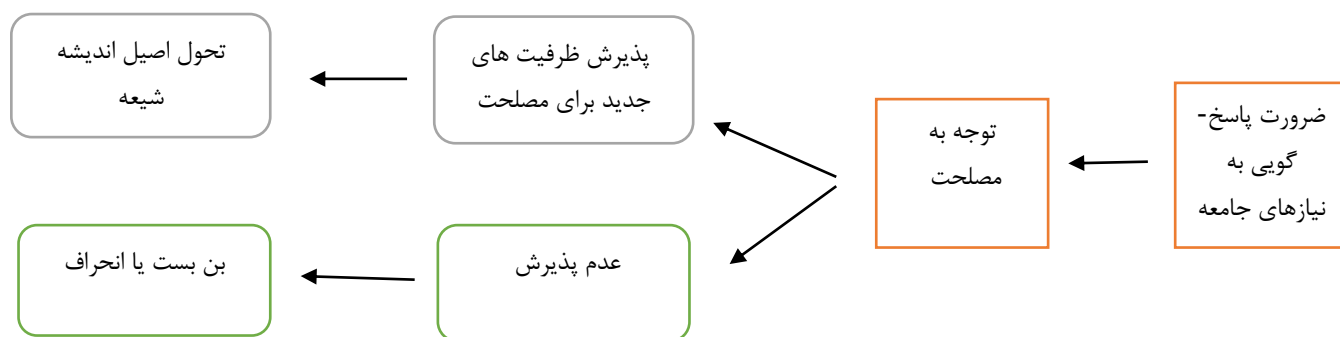 ضرورت پاسخ-
گویی به
نیازهای جامعه
توجه به
مصلحت
پذیرش ظرفیت های
جدید برای مصلحت
تحول اصیل اندیشه
شیعه
عدم پذیرش
بن بست یا انحراف